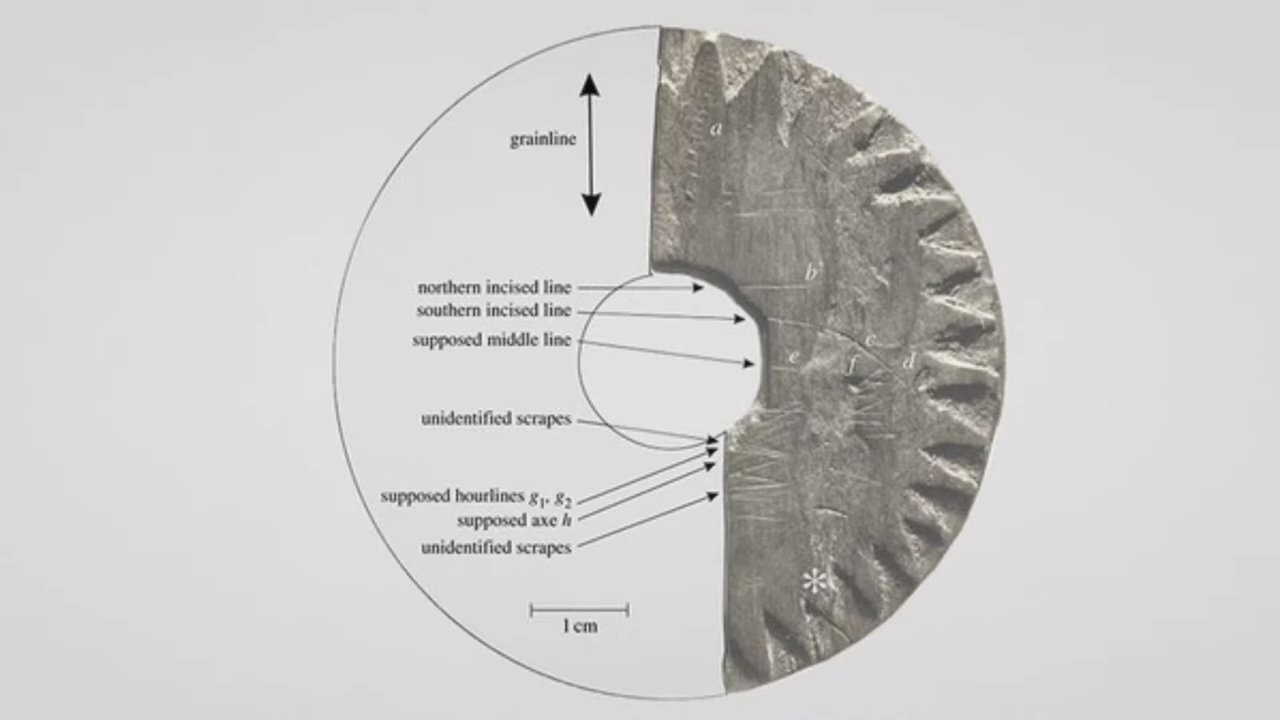 grainline
a
northern incised line
b
southern incised line
supposed middle line
c
e
f
d
unidentified scrapes
supposed hourlines g1, g2
supposed axe h
unidentified scrapes
*
1 cm